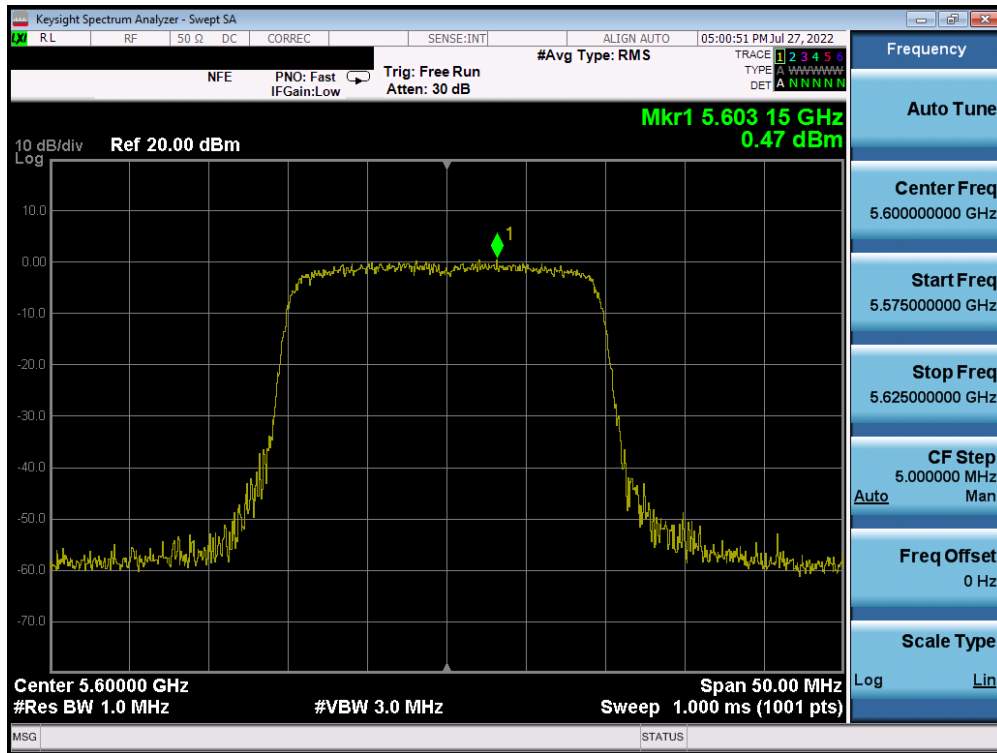 Keysight Spectrum Analyzer - Swept SA
LXI RL RF 50 Ω DC CORREC SENSE:INT ALIGN AUTO 05:00:51 PM Jul 27, 2022
#Avg Type: RMS
NFE
PNO: Fast
IFGain:Low
Trig: Free Run
Atten: 30 dB
TRACE 1 2 3 4 5 6
TYPE A WWWWWW
DET A N N N N N
Mkr1 5.603 15 GHz
0.47 dBm
10 dB/div Ref 20.00 dBm
Log
10.0
0.00
-10.0
-20.0
-30.0
-40.0
-50.0
-60.0
-70.0
1
Center 5.60000 GHz
Span 50.00 MHz
#Res BW 1.0 MHz
#VBW 3.0 MHz
Sweep 1.000 ms (1001 pts)
MSG
STATUS
Frequency
Auto Tune
Center Freq
5.600000000 GHz
Start Freq
5.575000000 GHz
Stop Freq
5.625000000 GHz
CF Step
5.000000 MHz
Auto Man
Freq Offset
0 Hz
Scale Type
Log Lin